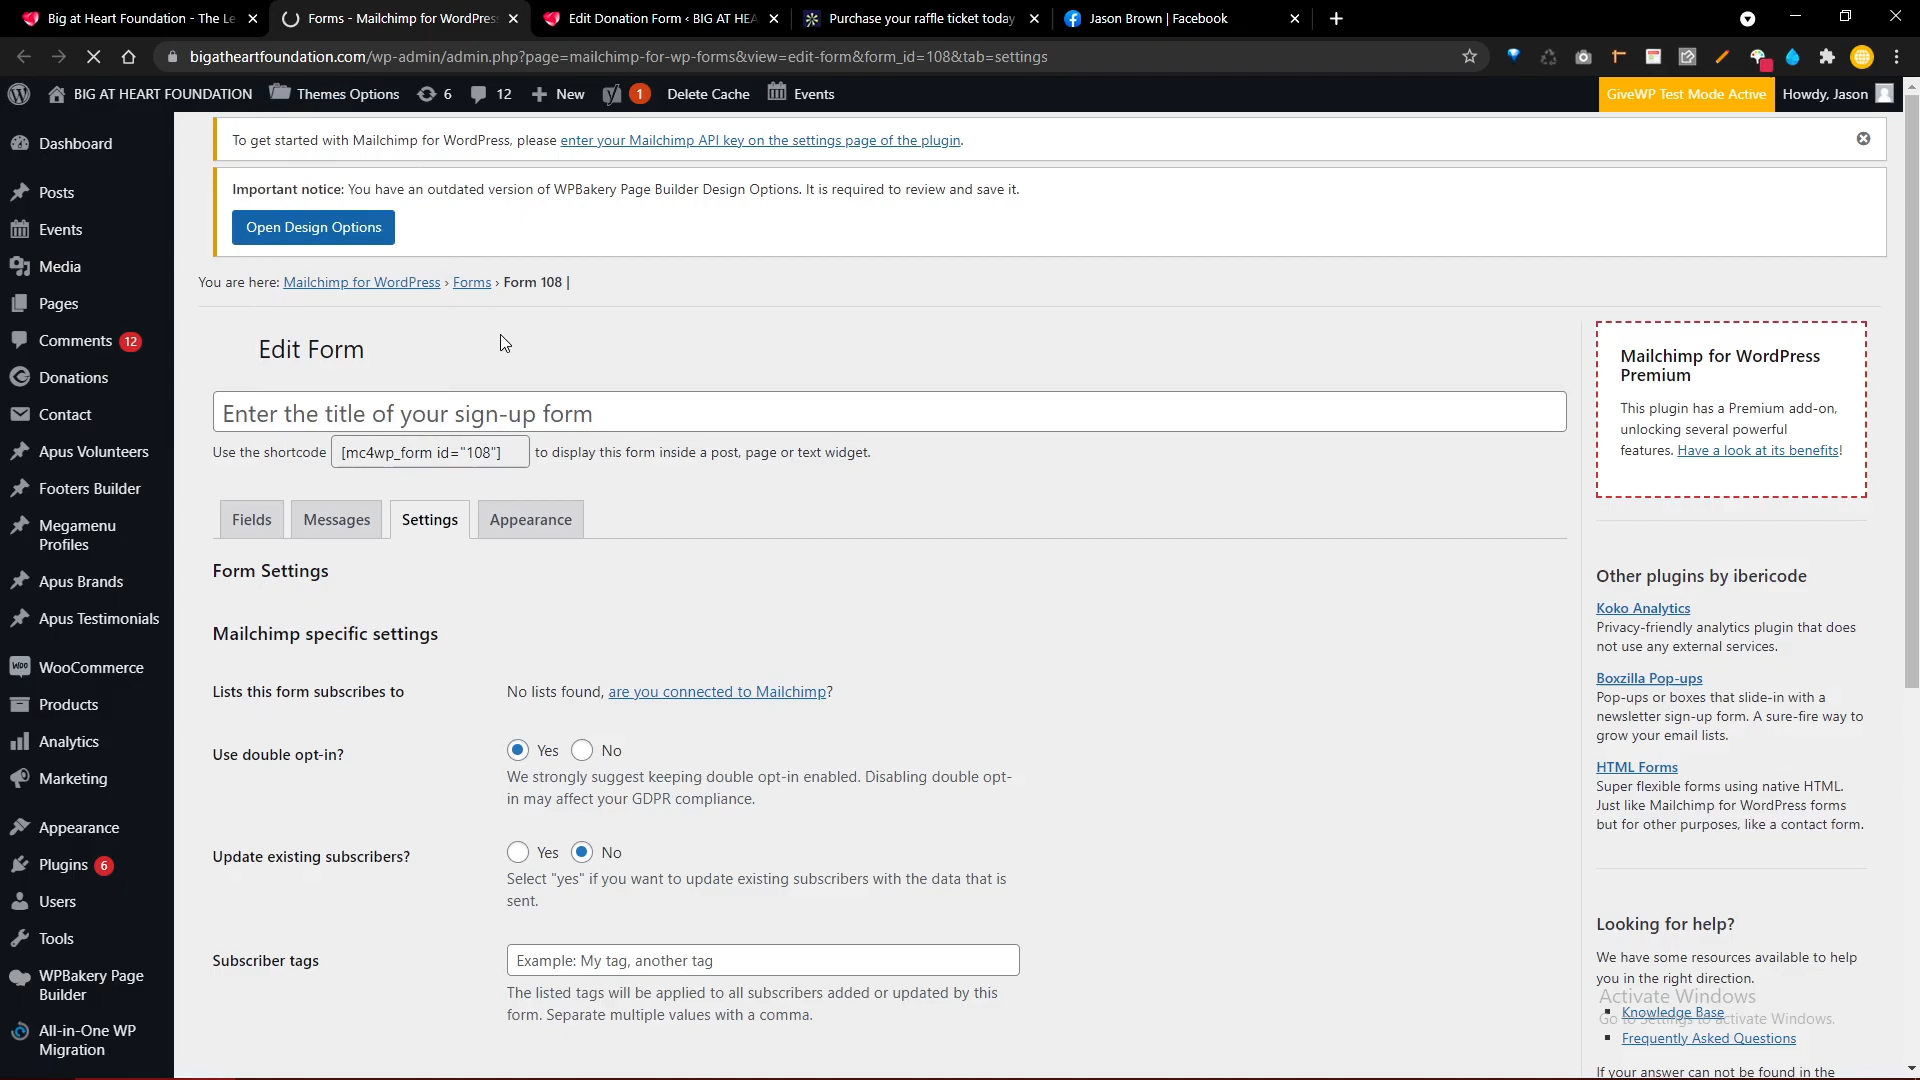 Big at Heart Foundation - The Le
Forms - Mailchimp for WordPress
Edit Donation Form ‹ BIG AT HEA
Purchase your raffle ticket today
Jason Brown | Facebook
bigatheartfoundation.com/wp-admin/admin.php?page=mailchimp-for-wp-forms&view=edit-form&form_id=108&tab=settings
BIG AT HEART FOUNDATION
Themes Options
6
12
New
1
Delete Cache
Events
GiveWP Test Mode Active
Howdy, Jason
Dashboard
Posts
Events
Media
Pages
Comments 12
Donations
Contact
Apus Volunteers
Footers Builder
Megamenu
Profiles
Apus Brands
Apus Testimonials
WooCommerce
Products
Analytics
Marketing
Appearance
Plugins 6
Users
Tools
WPBakery Page
Builder
All-in-One WP
Migration
To get started with Mailchimp for WordPress, please enter your Mailchimp API key on the settings page of the plugin.
Important notice: You have an outdated version of WPBakery Page Builder Design Options. It is required to review and save it.
Open Design Options
You are here: Mailchimp for WordPress › Forms › Form 108 |
Edit Form
Enter the title of your sign-up form
Use the shortcode [mc4wp_form id="108"] to display this form inside a post, page or text widget.
Fields
Messages
Settings
Appearance
Form Settings
Mailchimp specific settings
Lists this form subscribes to
No lists found, are you connected to Mailchimp?
Use double opt-in?
Yes
No
We strongly suggest keeping double opt-in enabled. Disabling double opt-
in may affect your GDPR compliance.
Update existing subscribers?
Yes
No
Select "yes" if you want to update existing subscribers with the data that is
sent.
Subscriber tags
Example: My tag, another tag
The listed tags will be applied to all subscribers added or updated by this
form. Separate multiple values with a comma.
Mailchimp for WordPress
Premium
This plugin has a Premium add-on,
unlocking several powerful
features. Have a look at its benefits!
Other plugins by ibericode
Koko Analytics
Privacy-friendly analytics plugin that does
not use any external services.
Boxzilla Pop-ups
Pop-ups or boxes that slide-in with a
newsletter sign-up form. A sure-fire way to
grow your email lists.
HTML Forms
Super flexible forms using native HTML.
Just like Mailchimp for WordPress forms
but for other purposes, like a contact form.
Looking for help?
We have some resources available to help
you in the right direction.
Activate Windows
Go to Settings to activate Windows.
Knowledge Base
Frequently Asked Questions
If your answer can not be found in the